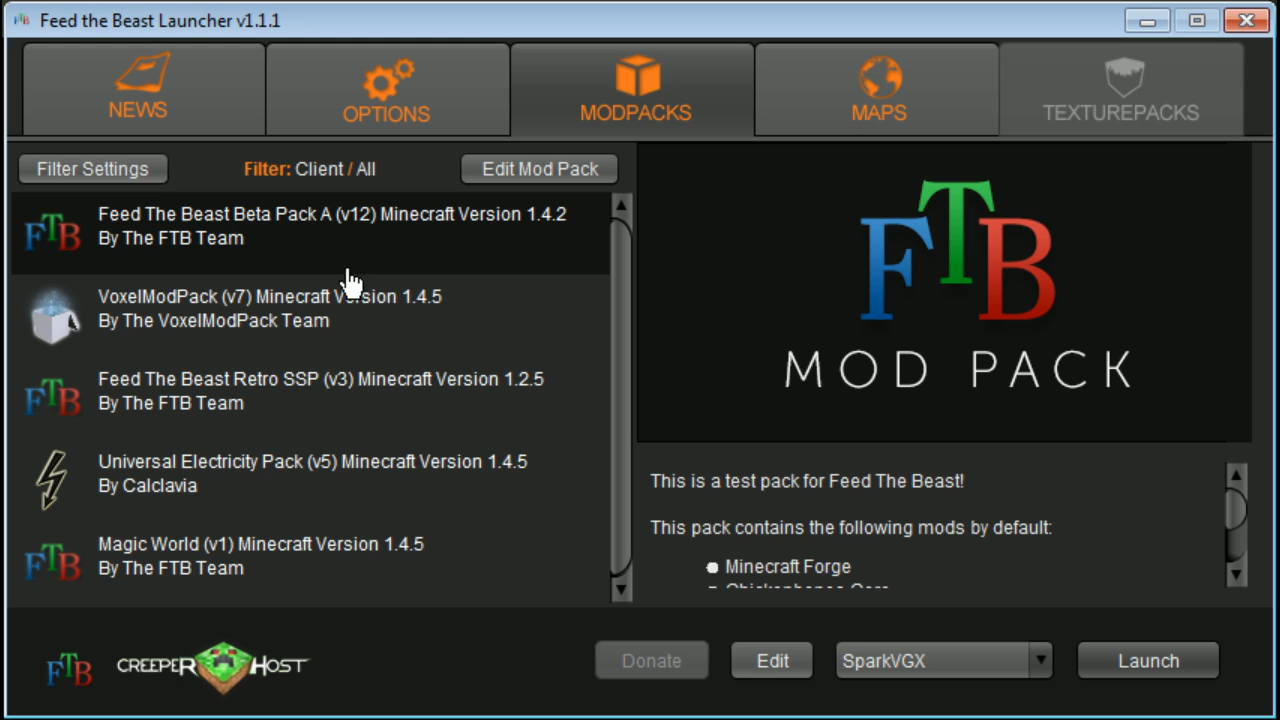 Feed the Beast Launcher v1.1.1
NEWS
OPTIONS
MODPACKS
MAPS
TEXTUREPACKS
Filter Settings
Filter: Client / All
Edit Mod Pack
FTB
Feed The Beast Beta Pack A (v12) Minecraft Version 1.4.2
By The FTB Team
VoxelModPack (v7) Minecraft Version 1.4.5
By The VoxelModPack Team
FTB
Feed The Beast Retro SSP (v3) Minecraft Version 1.2.5
By The FTB Team
Universal Electricity Pack (v5) Minecraft Version 1.4.5
By Calclavia
FTB
Magic World (v1) Minecraft Version 1.4.5
By The FTB Team
FTB
MOD PACK
This is a test pack for Feed The Beast!
This pack contains the following mods by default:
Minecraft Forge
FTB
CREEPER HOST
Donate
Edit
SparkVGX
Launch